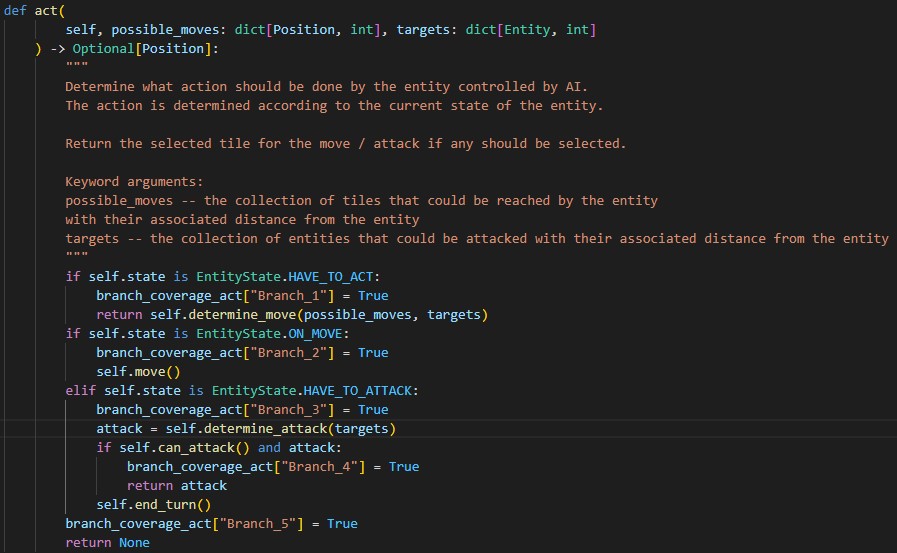 def act(
        self, possible_moves: dict[Position, int], targets: dict[Entity, int]
    ) -> Optional[Position]:
        """
        Determine what action should be done by the entity controlled by AI.
        The action is determined according to the current state of the entity.

        Return the selected tile for the move / attack if any should be selected.

        Keyword arguments:
        possible_moves -- the collection of tiles that could be reached by the entity
        with their associated distance from the entity
        targets -- the collection of entities that could be attacked with their associated distance from the entity
        """
        if self.state is EntityState.HAVE_TO_ACT:
            branch_coverage_act["Branch_1"] = True
            return self.determine_move(possible_moves, targets)
        if self.state is EntityState.ON_MOVE:
            branch_coverage_act["Branch_2"] = True
            self.move()
        elif self.state is EntityState.HAVE_TO_ATTACK:
            branch_coverage_act["Branch_3"] = True
            attack = self.determine_attack(targets)
            if self.can_attack() and attack:
                branch_coverage_act["Branch_4"] = True
                return attack
            self.end_turn()
        branch_coverage_act["Branch_5"] = True
        return None